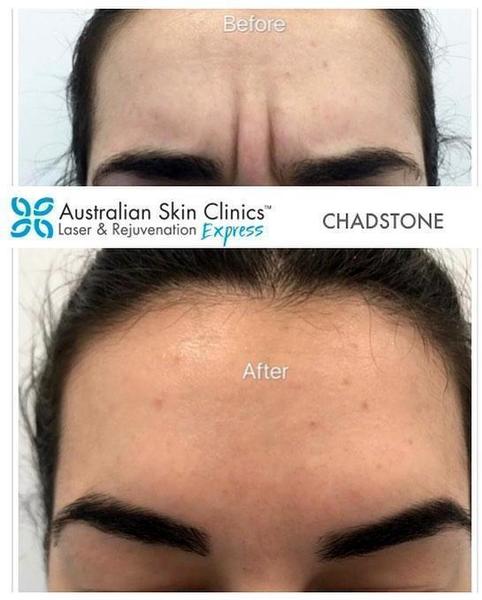 Before
Australian Skin Clinics™ CHADSTONE
Laser & Rejuvenation Express
After